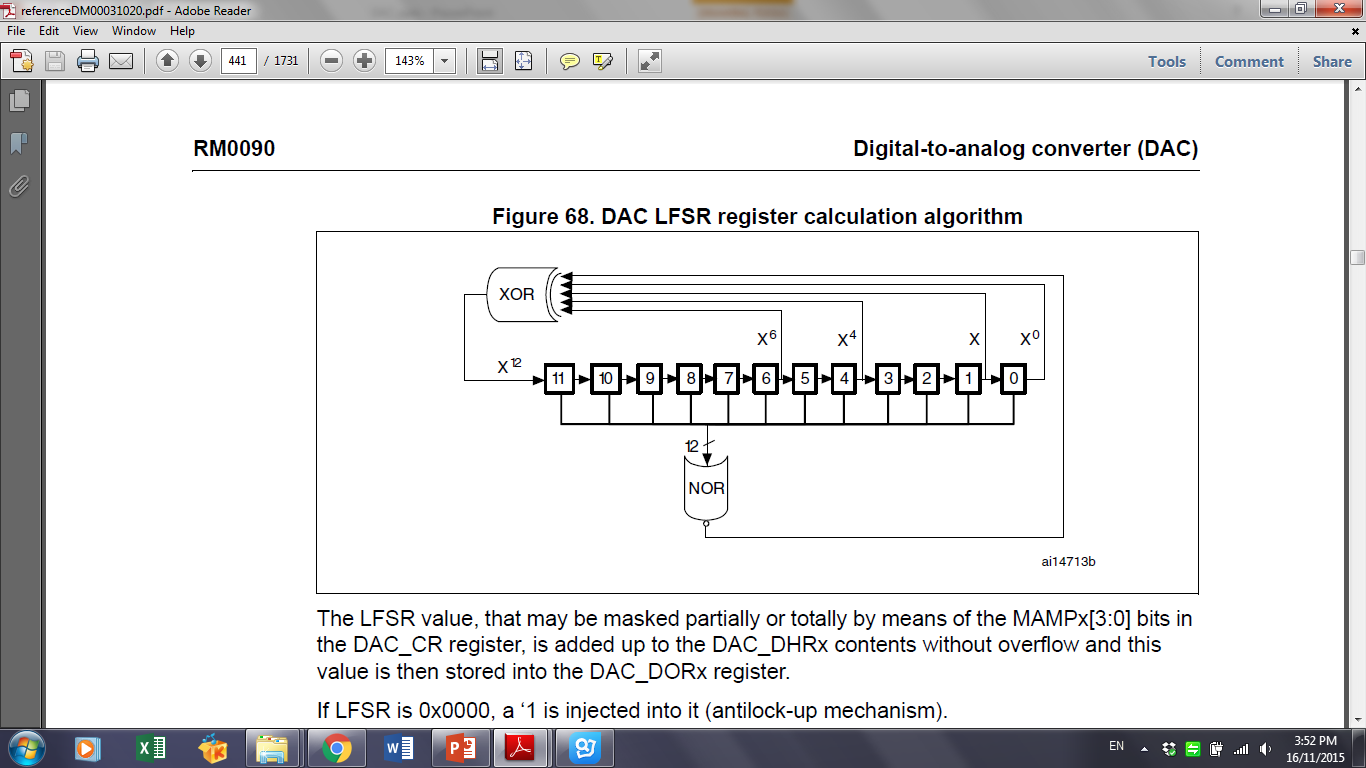 referenceDM00031020.pdf - Adobe Reader
File Edit View Window Help
441 / 1731 143% Tools Comment Share
RM0090 Digital-to-analog converter (DAC)
Figure 68. DAC LFSR register calculation algorithm
XOR
X6 X4 X X0
X12
11 10 9 8 7 6 5 4 3 2 1 0
12
NOR
ai14713b
The LFSR value, that may be masked partially or totally by means of the MAMPx[3:0] bits in
the DAC_CR register, is added up to the DAC_DHRx contents without overflow and this
value is then stored into the DAC_DORx register.
If LFSR is 0x0000, a ‘1 is injected into it (antilock-up mechanism).
EN 3:52 PM
16/11/2015